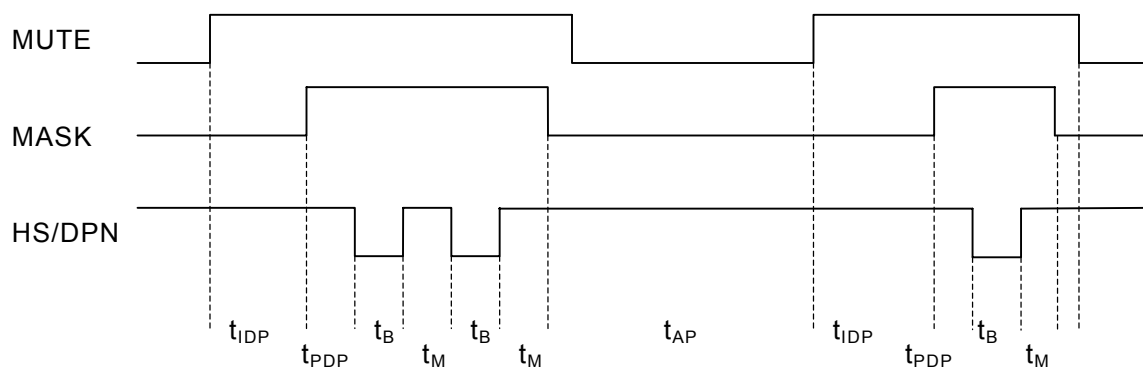 MUTE
MASK
HS/DPN
tIDP tB tB tAP tIDP tB
tPDP tM tM tPDP tM